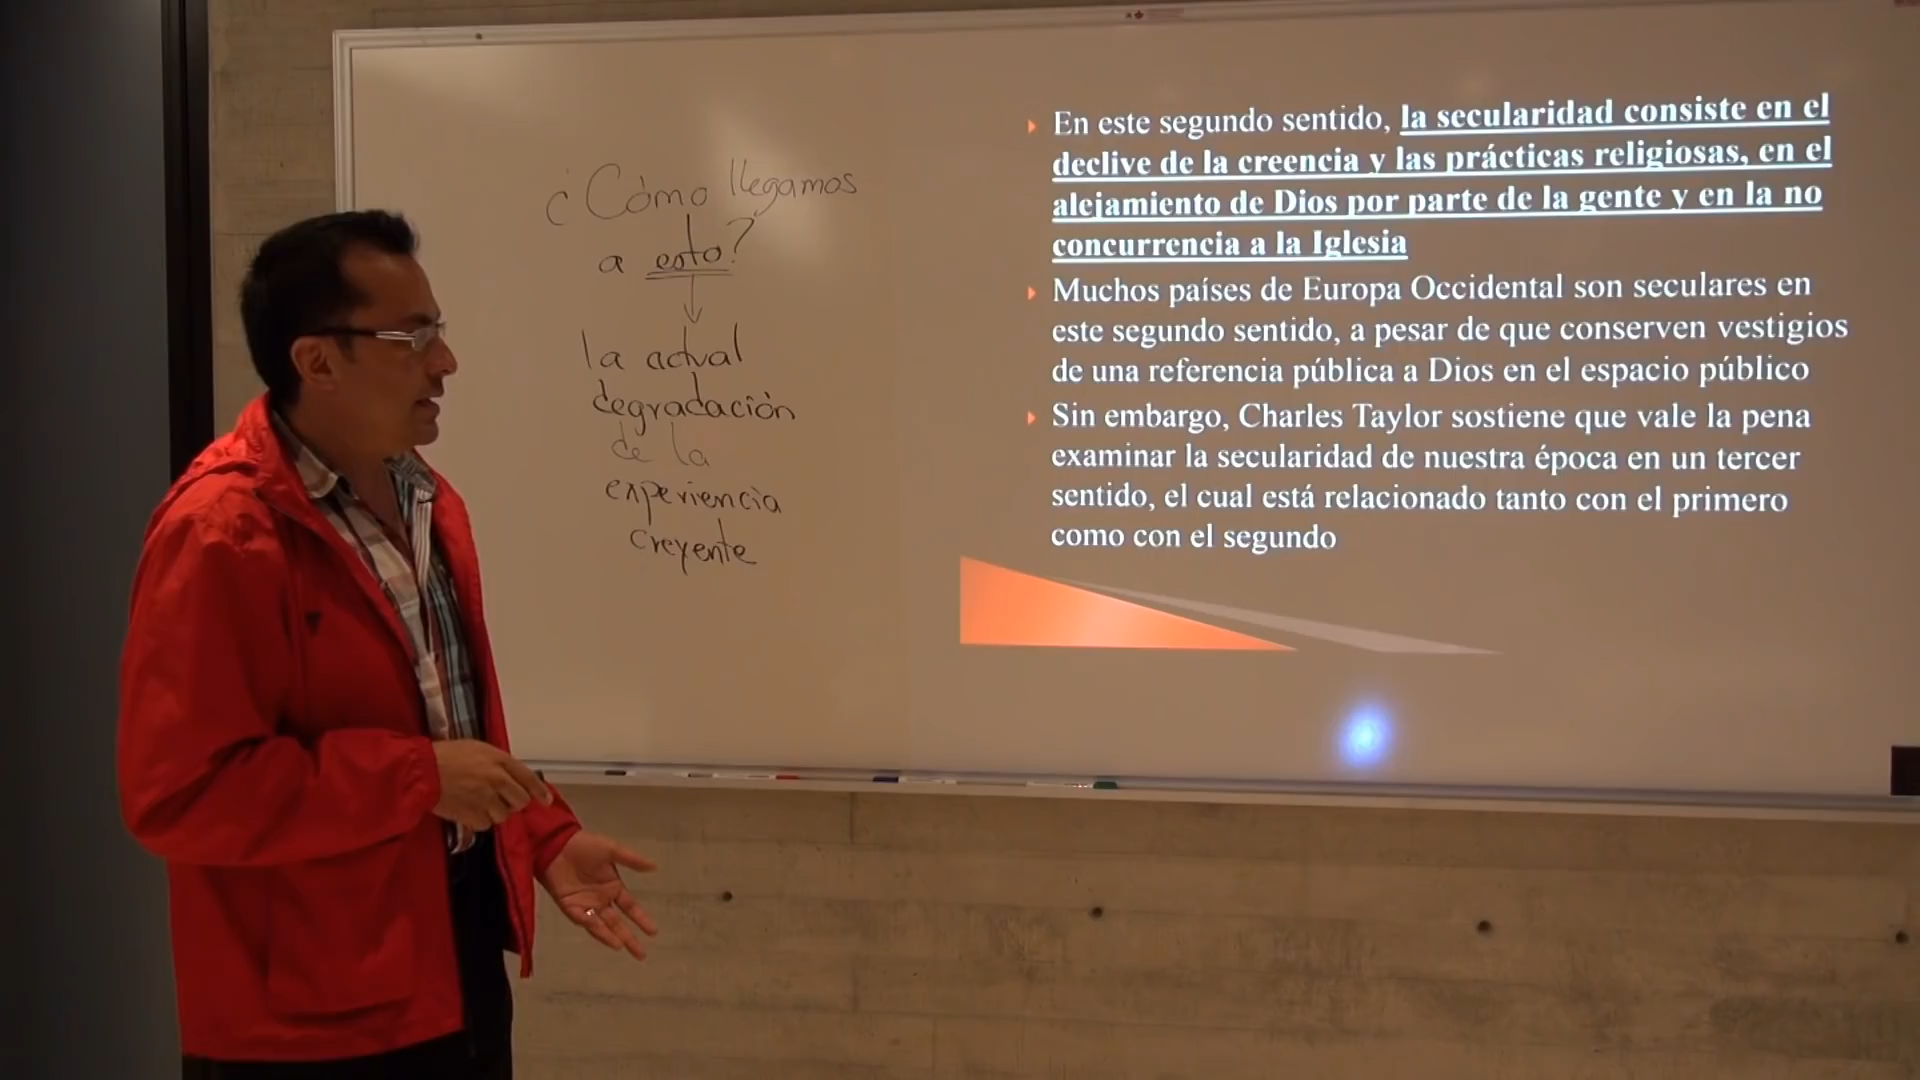 ¿Cómo llegamos
a esto?
la actual
degradación
de la
experiencia
creyente
En este segundo sentido, la secularidad consiste en el
declive de la creencia y las prácticas religiosas, en el
alejamiento de Dios por parte de la gente y en la no
concurrencia a la Iglesia
Muchos países de Europa Occidental son seculares en
este segundo sentido, a pesar de que conserven vestigios
de una referencia pública a Dios en el espacio público
Sin embargo, Charles Taylor sostiene que vale la pena
examinar la secularidad de nuestra época en un tercer
sentido, el cual está relacionado tanto con el primero
como con el segundo